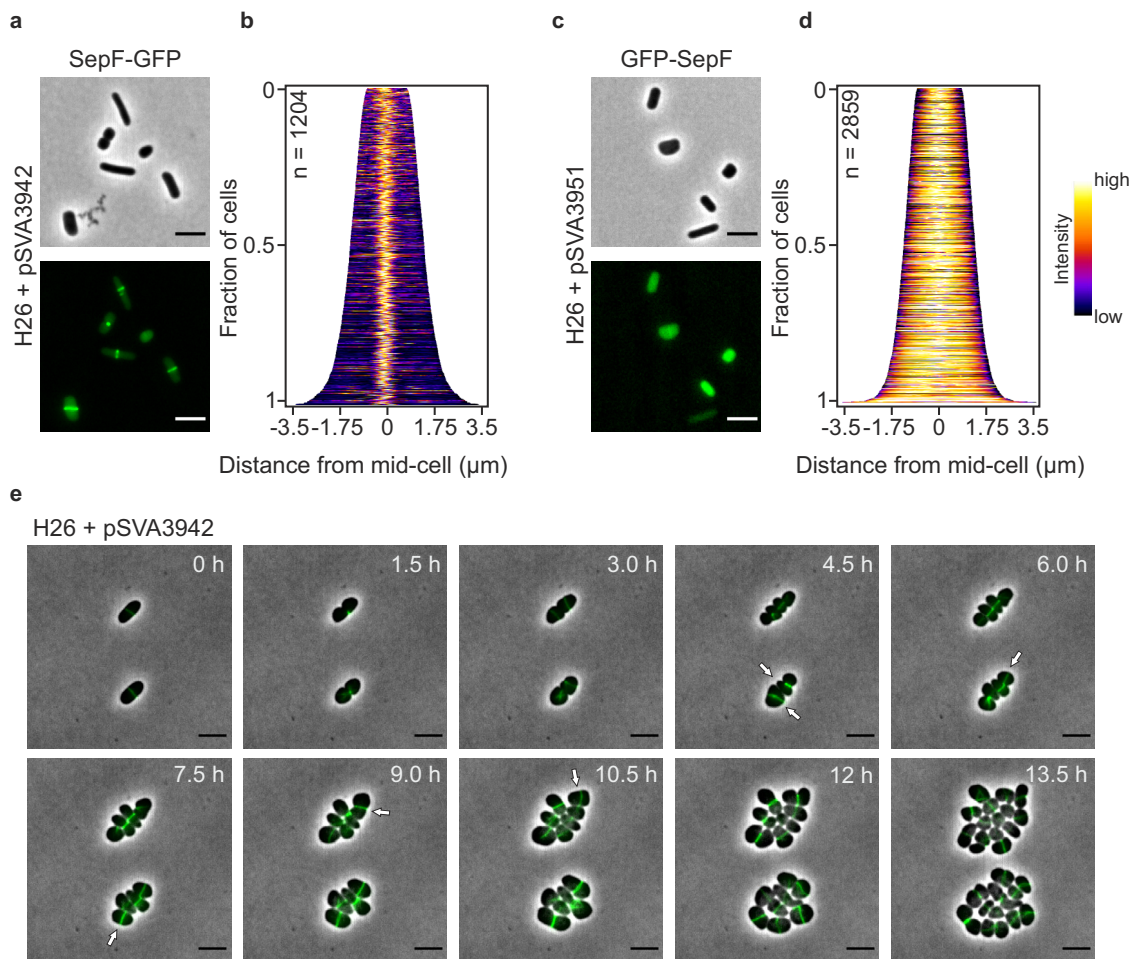 a
SepF-GFP
H26 + pSVA3942
b
n = 1204
Fraction of cells
0
0.5
1
-3.5 -1.75 0 1.75 3.5
Distance from mid-cell (µm)
c
GFP-SepF
H26 + pSVA3951
d
n = 2859
Fraction of cells
0
0.5
1
-3.5 -1.75 0 1.75 3.5
Distance from mid-cell (µm)
Intensity
high
low
e
H26 + pSVA3942
0 h
1.5 h
3.0 h
4.5 h
6.0 h
7.5 h
9.0 h
10.5 h
12 h
13.5 h